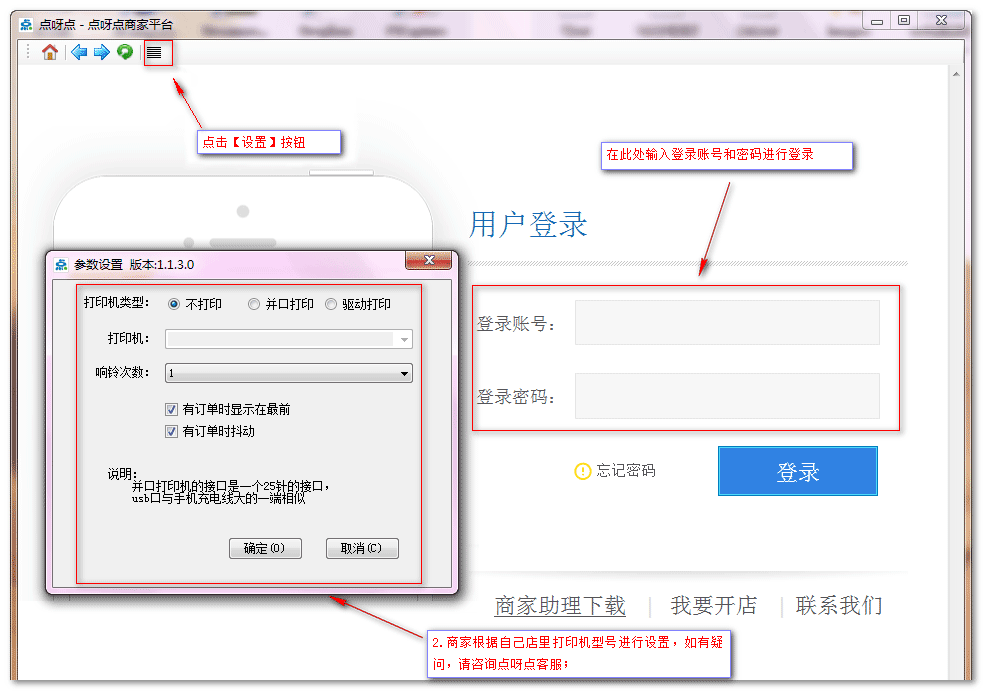 点呀点 - 点呀点商家平台
点击【设置】按钮
在此处输入登录账号和密码进行登录
用户登录
登录账号：
登录密码：
忘记密码
登录
参数设置 版本:1.1.3.0
打印机类型： 不打印 并口打印 驱动打印
打印机：
响铃次数： 1
有订单时显示在最前
有订单时抖动
说明：
并口打印机的接口是一个25针的接口，
usb口与手机充电线大的一端相似
确定(O) 取消(C)
商家助理下载 | 我要开店 | 联系我们
2.商家根据自己店里打印机型号进行设置，如有疑
问，请咨询点呀点客服；